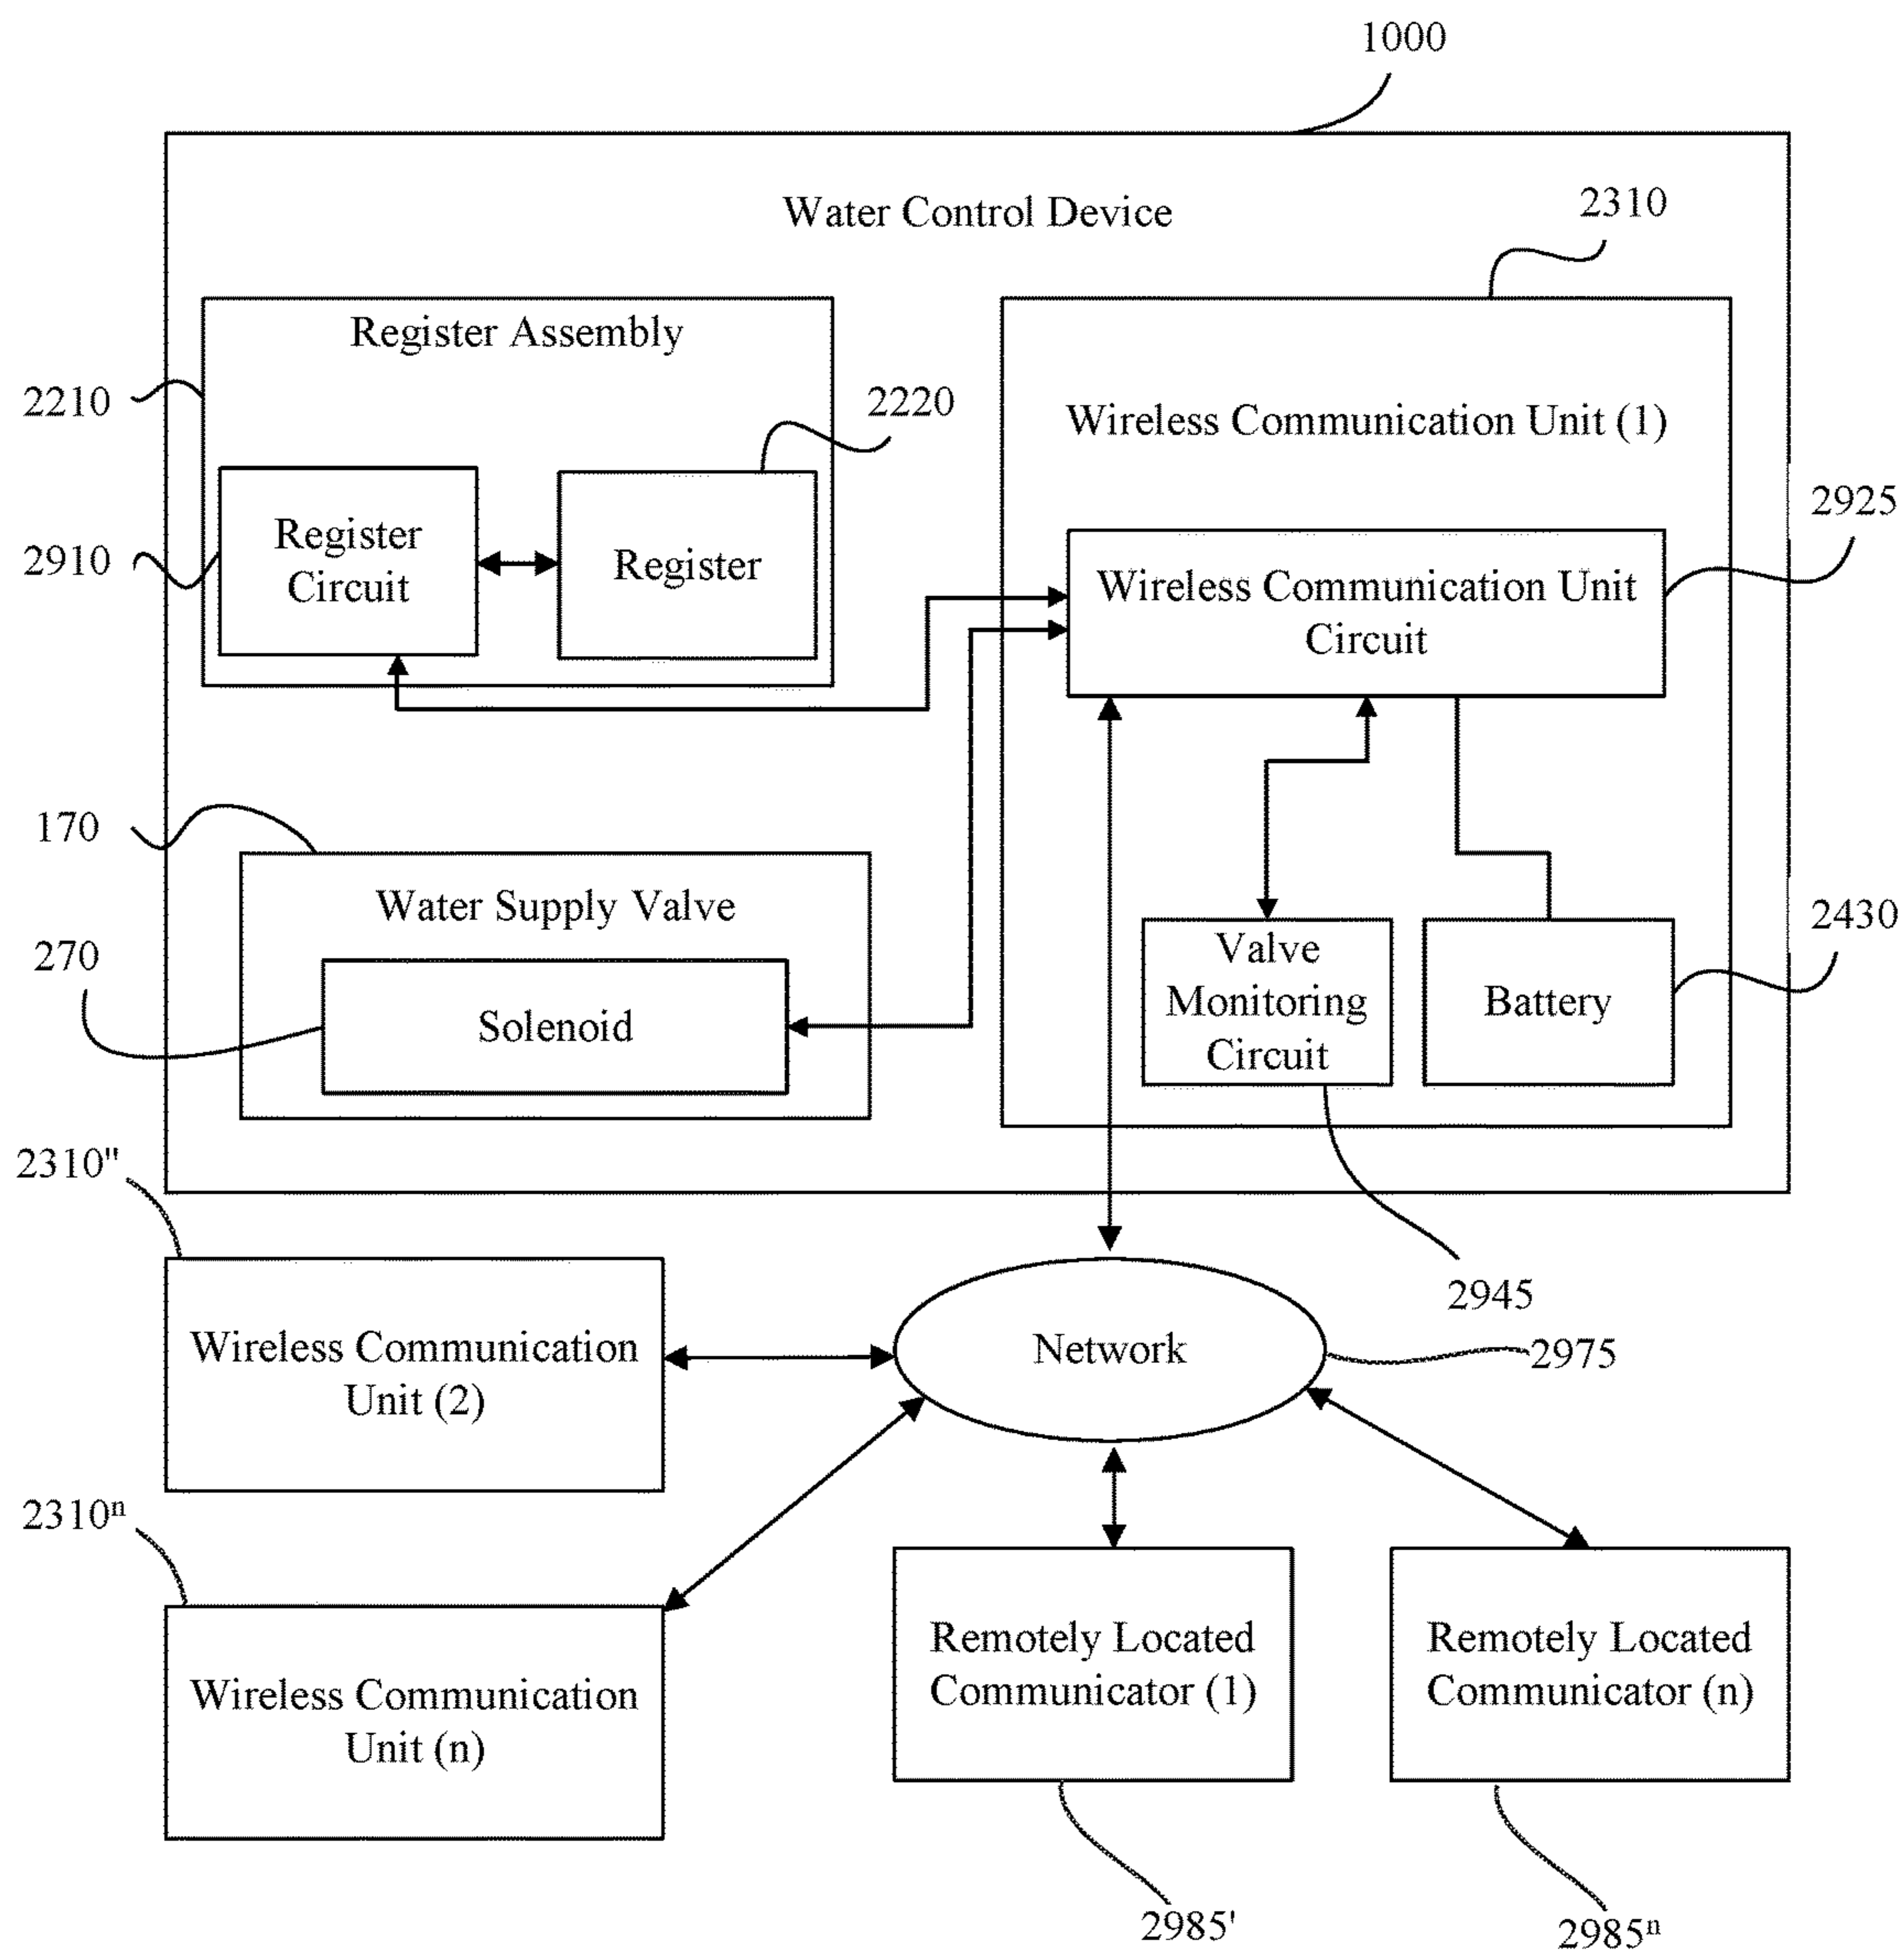 1000
Water Control Device
2310
Register Assembly
2210
2220
Wireless Communication Unit (1)
2925
Register
Circuit
2910
Register
Wireless Communication Unit
Circuit
170
Water Supply Valve
270
Solenoid
Valve
Monitoring
Circuit
Battery
2430
2310"
2945
Wireless Communication
Unit (2)
Network
2975
2310ⁿ
Wireless Communication
Unit (n)
Remotely Located
Communicator (1)
Remotely Located
Communicator (n)
2985'
2985ⁿ